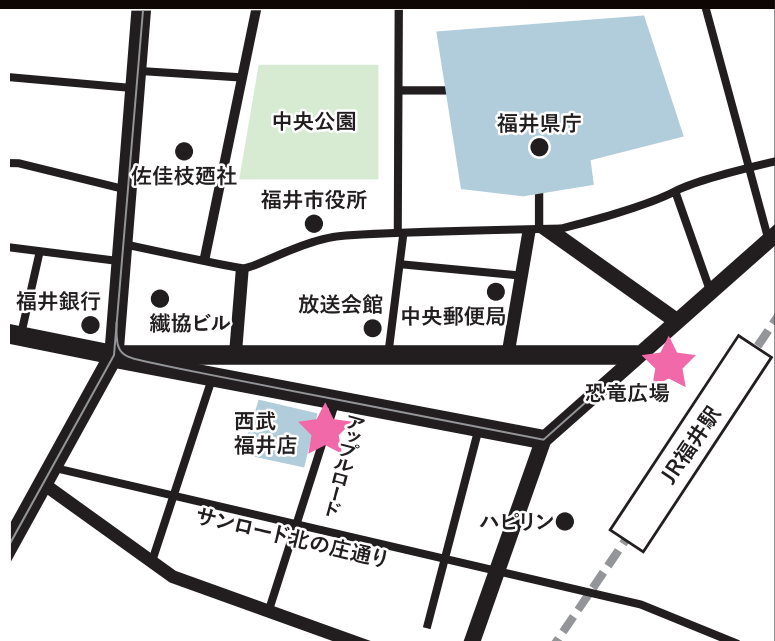 中央公園
福井県庁
佐佳枝廼社
福井市役所
福井銀行
繊協ビル
放送会館
中央郵便局
恐竜広場
西武
福井店
アップルロード
JR福井駅
サンロード北の庄通り
ハピリン